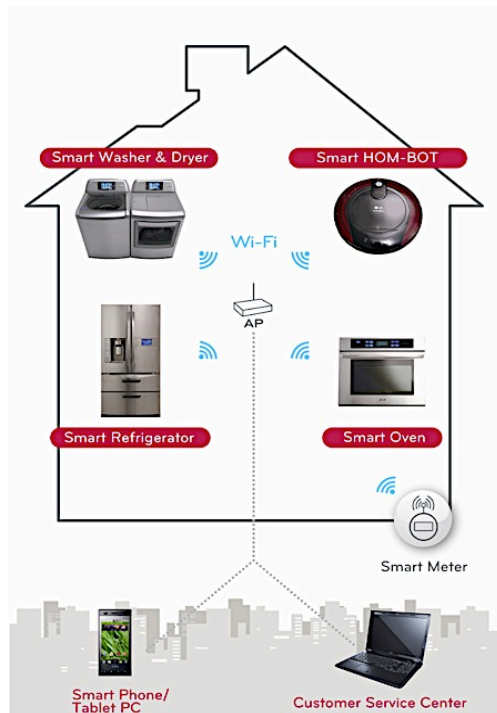 Smart Washer & Dryer
Smart HOM-BOT
Wi-Fi
AP
Smart Refrigerator
Smart Oven
Smart Meter
Smart Phone/
Tablet PC
Customer Service Center